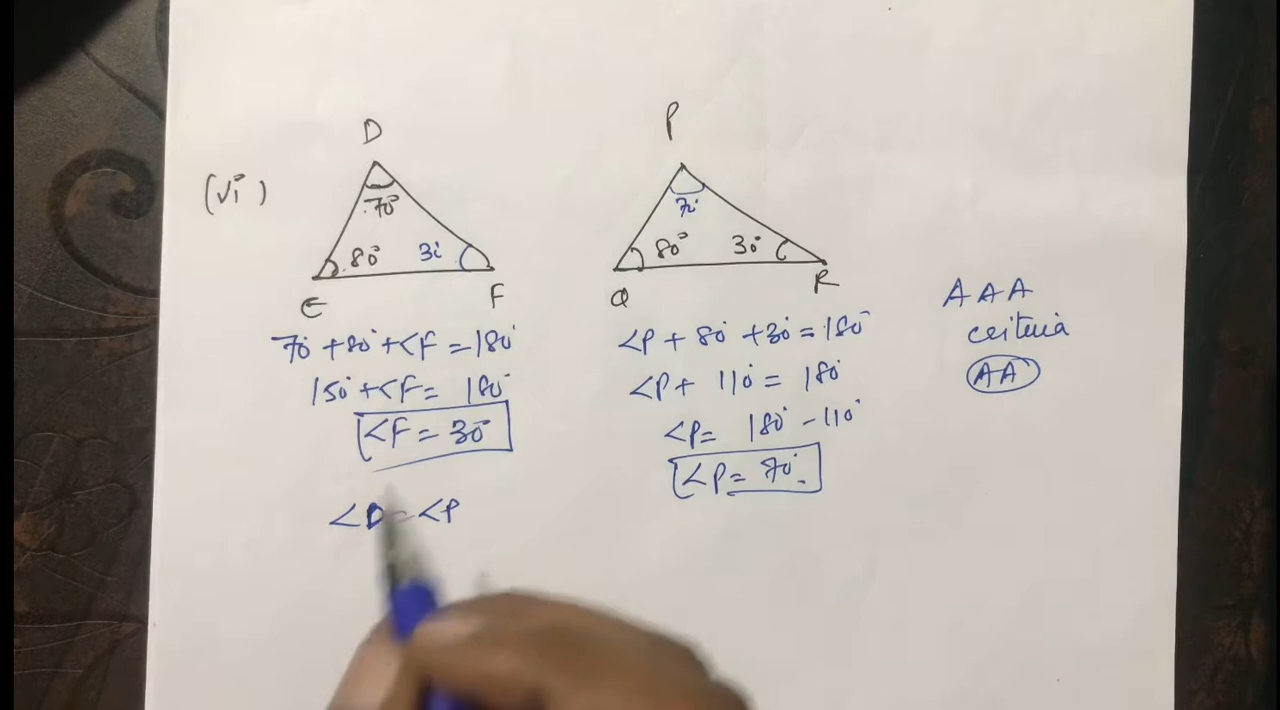 (vi)
D
70°
80° 30°
E F
P
70°
80° 30°
Q R
70° + 80° + <F = 180°
150° + <F = 180°
<F = 30°
<D = <P
<P + 80° + 30° = 180°
<P + 110° = 180°
<P = 180° - 110°
<P = 70°.
AAA
criteria
AA